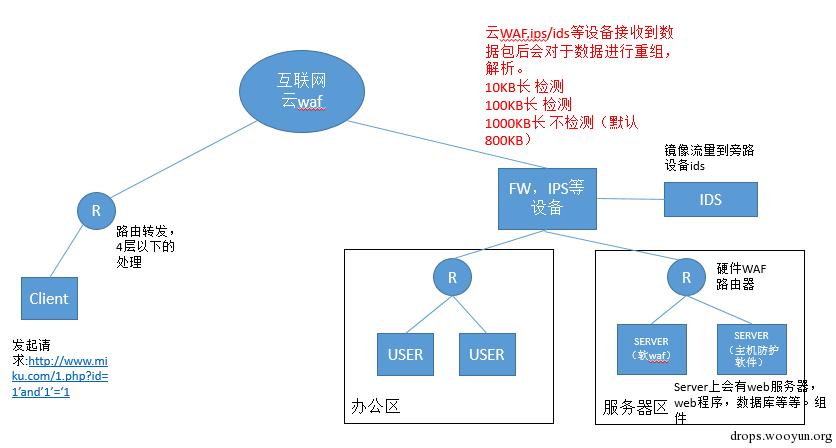 云WAF,ips/ids等设备接收到数
据包后会对于数据进行重组，
解析。
10KB长 检测
100KB长 检测
1000KB长 不检测（默认
800KB）
互联网
云waf
镜像流量到旁路
设备ids
FW，IPS等
设备
IDS
R
路由转发，
4层以下的
处理
Client
发起请
求:http://www.mi
ku.com/1.php?id=
1'and'1'='1
R
USER
USER
办公区
R
硬件WAF
路由器
SERVER
（软waf）
SERVER
（主机防护
软件）
Server上会有web服务器，
web程序，数据库等等。组
件
服务器区
drops.wooyun.org